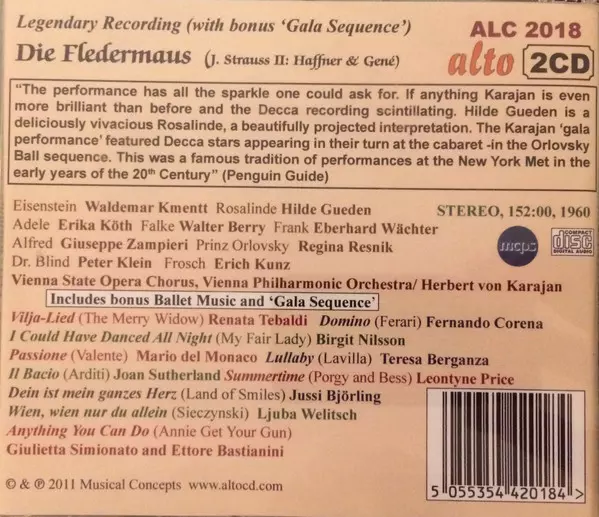 Legendary Recording (with bonus ‘Gala Sequence’)
ALC 2018
Die Fledermaus (J. Strauss II: Haffner & Gené)
alto 2CD
"The performance has all the sparkle one could ask for. If anything Karajan is even
more brilliant than before and the Decca recording scintillating. Hilde Gueden is a
deliciously vivacious Rosalinde, a beautifully projected interpretation. The Karajan ‘gala
performance’ featured Decca stars appearing in their turn at the cabaret -in the Orlovsky
Ball sequence. This was a famous tradition of performances at the New York Met in the
early years of the 20th Century” (Penguin Guide)
Eisenstein Waldemar Kmentt Rosalinde Hilde Gueden
STEREO, 152:00, 1960
Adele Erika Köth Falke Walter Berry Frank Eberhard Wächter
Alfred Giuseppe Zampieri Prinz Orlovsky Regina Resnik
mcps
COMPACT
disc
DIGITAL AUDIO
Dr. Blind Peter Klein Frosch Erich Kunz
Vienna State Opera Chorus, Vienna Philharmonic Orchestra/ Herbert von Karajan
Includes bonus Ballet Music and ‘Gala Sequence’
Vilja-Lied (The Merry Widow) Renata Tebaldi Domino (Ferari) Fernando Corena
I Could Have Danced All Night (My Fair Lady) Birgit Nilsson
Passione (Valente) Mario del Monaco Lullaby (Lavilla) Teresa Berganza
Il Bacio (Arditi) Joan Sutherland Summertime (Porgy and Bess) Leontyne Price
Dein ist mein ganzes Herz (Land of Smiles) Jussi Björling
Wien, wien nur du allein (Sieczynski) Ljuba Welitsch
Anything You Can Do (Annie Get Your Gun)
Giulietta Simionato and Ettore Bastianini
© & ℗ 2011 Musical Concepts www.altocd.com
5 055354 420184 >